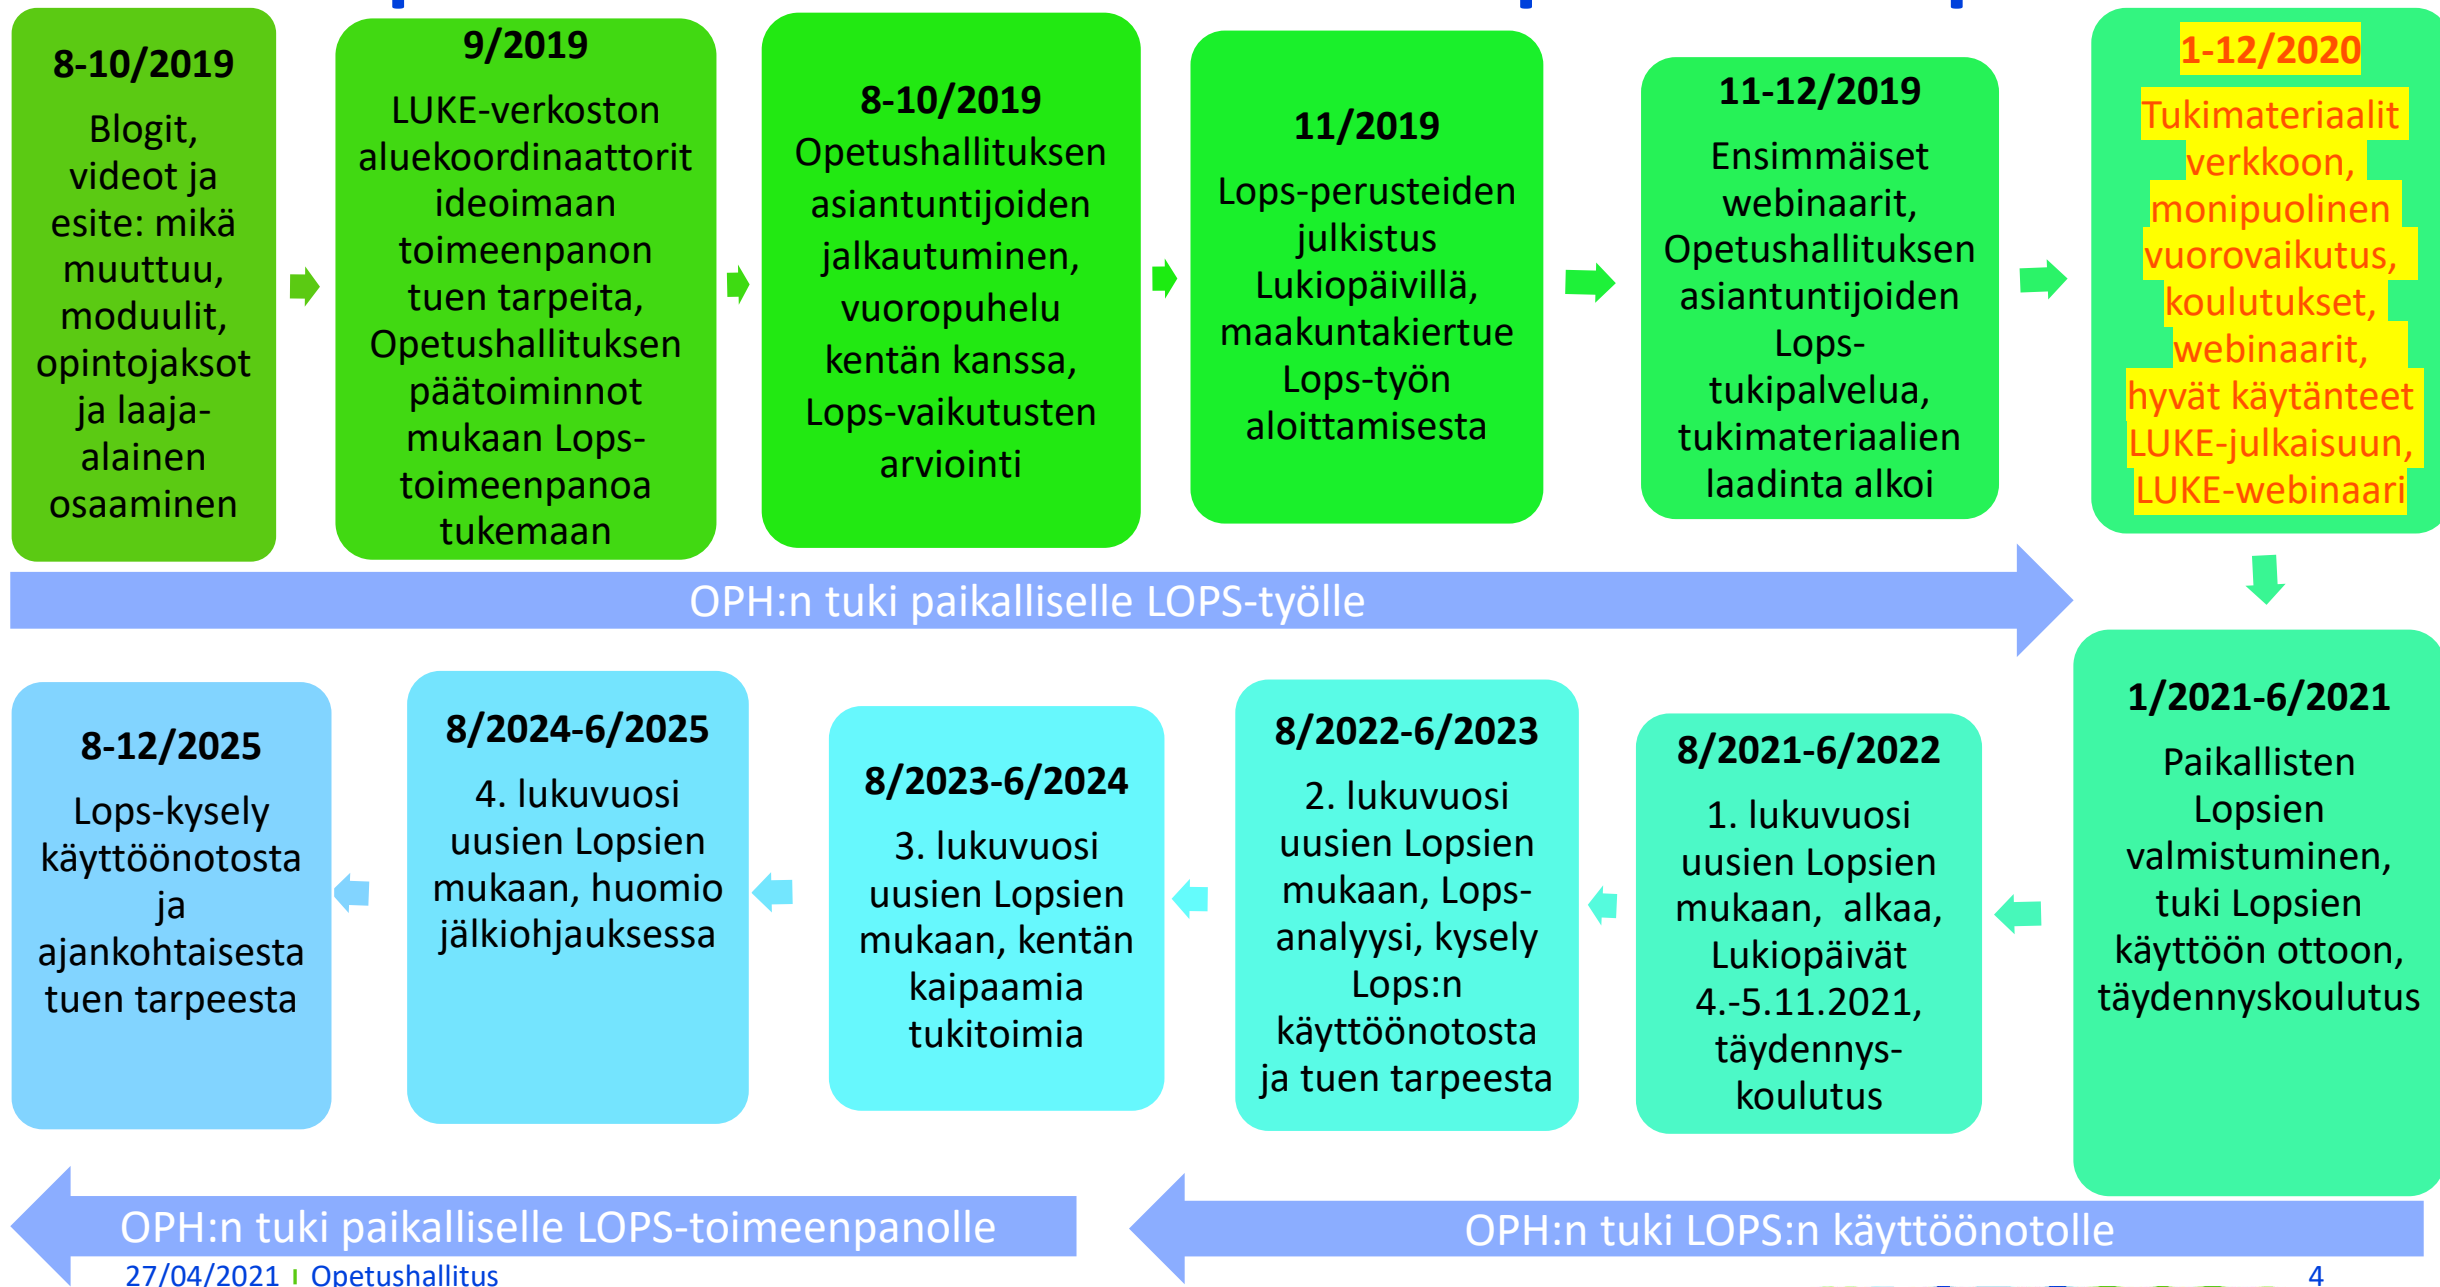 8-10/2019
Blogit,
videot ja
esite: mikä
muuttuu,
moduulit,
opintojaksot
ja laaja-
alainen
osaaminen
9/2019
LUKE-verkoston
aluekoordinaattorit
ideoimaan
toimeenpanon
tuen tarpeita,
Opetushallituksen
päätoiminnot
mukaan Lops-
toimeenpanoa
tukemaan
8-10/2019
Opetushallituksen
asiantuntijoiden
jalkautuminen,
vuoropuhelu
kentän kanssa,
Lops-vaikutusten
arviointi
11/2019
Lops-perusteiden
julkistus
Lukiopäivillä,
maakuntakiertue
Lops-työn
aloittamisesta
11-12/2019
Ensimmäiset
webinaarit,
Opetushallituksen
asiantuntijoiden
Lops-
tukipalvelua,
tukimateriaalien
laadinta alkoi
1-12/2020
Tukimateriaalit
verkkoon,
monipuolinen
vuorovaikutus,
koulutukset,
webinaarit,
hyvät käytänteet
LUKE-julkaisuun,
LUKE-webinaari
OPH:n tuki paikalliselle LOPS-työlle
1/2021-6/2021
Paikallisten
Lopsien
valmistuminen,
tuki Lopsien
käyttöön ottoon,
täydennyskoulutus
8/2021-6/2022
1. lukuvuosi
uusien Lopsien
mukaan, alkaa,
Lukiopäivät
4.-5.11.2021,
täydennys-
koulutus
8/2022-6/2023
2. lukuvuosi
uusien Lopsien
mukaan, Lops-
analyysi, kysely
Lops:n
käyttöönotosta
ja tuen tarpeesta
8/2023-6/2024
3. lukuvuosi
uusien Lopsien
mukaan, kentän
kaipaamia
tukitoimia
8/2024-6/2025
4. lukuvuosi
uusien Lopsien
mukaan, huomio
jälkiohjauksessa
8-12/2025
Lops-kysely
käyttöönotosta
ja
ajankohtaisesta
tuen tarpeesta
OPH:n tuki LOPS:n käyttöönotolle
OPH:n tuki paikalliselle LOPS-toimeenpanolle
27/04/2021 Opetushallitus
4